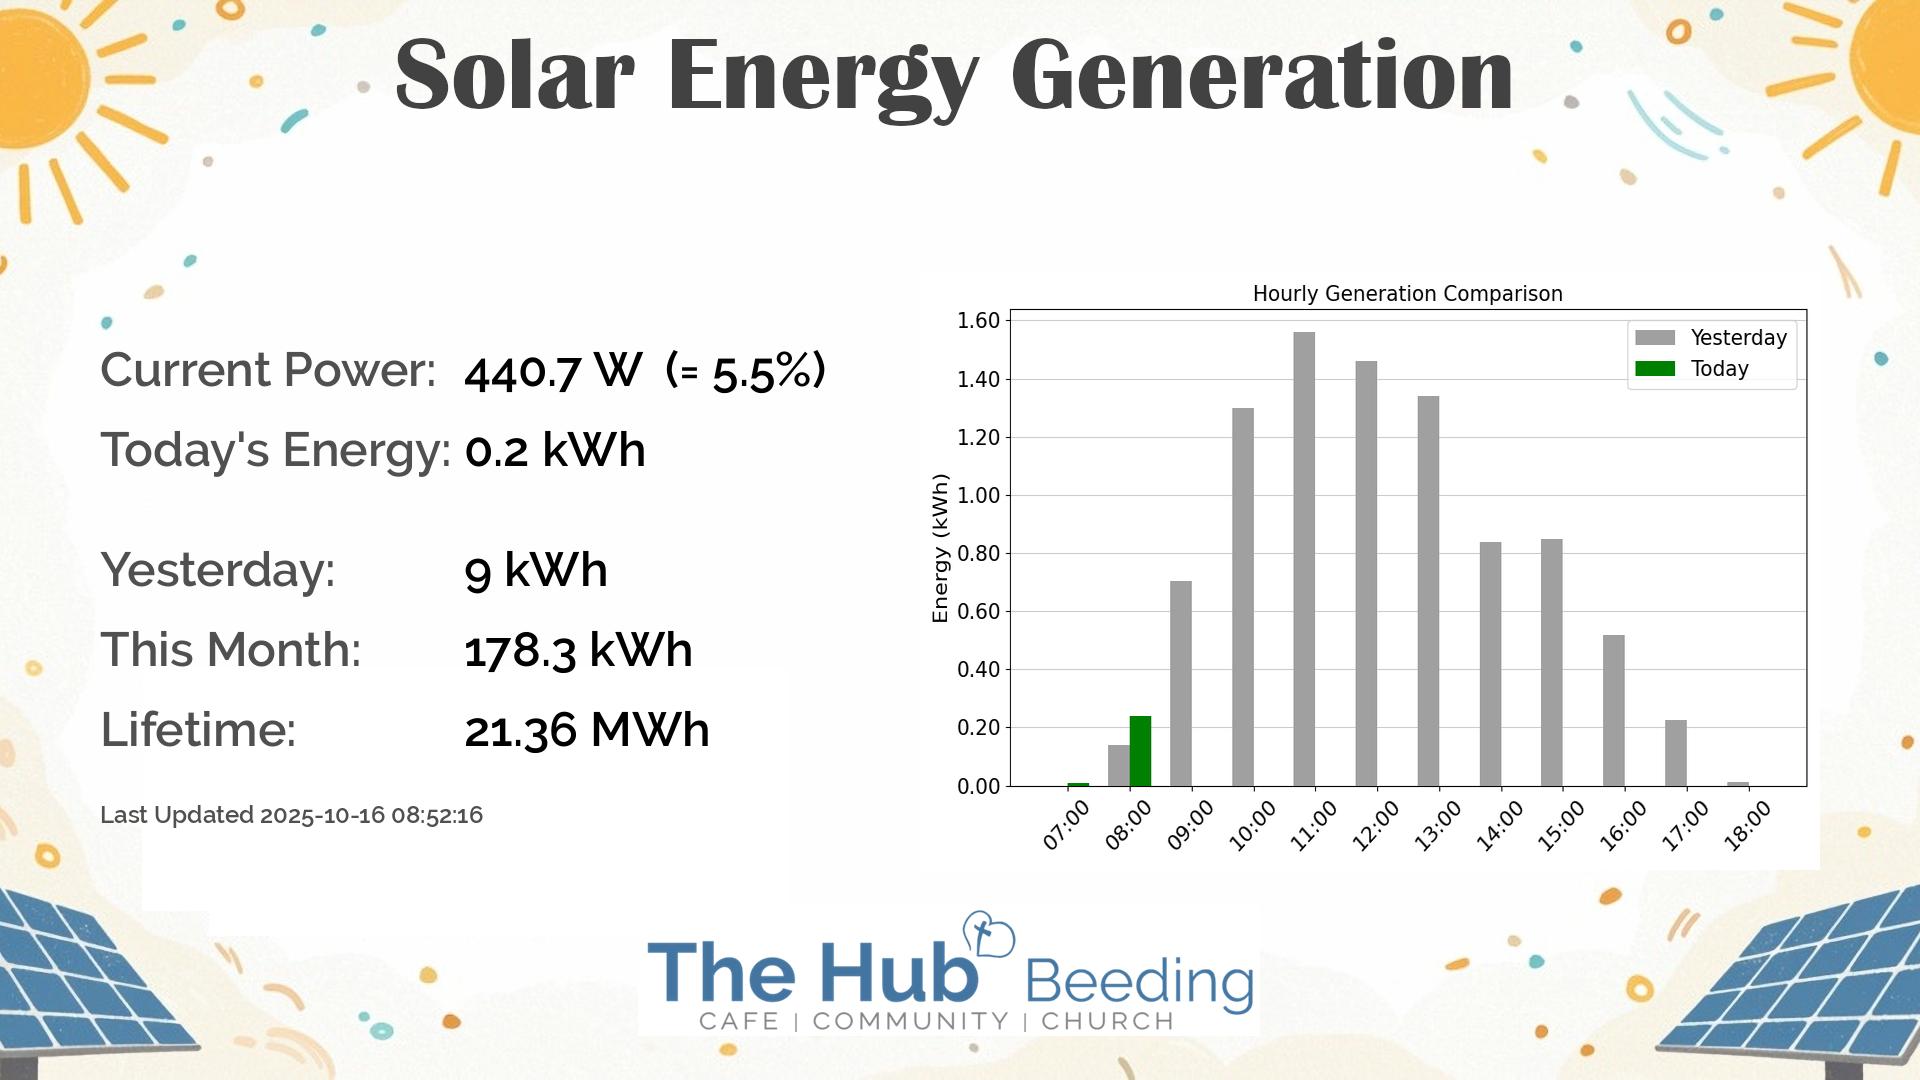 Solar Energy Generation
Current Power: 440.7 W (= 5.5%)
Today's Energy: 0.2 kWh
Yesterday: 9 kWh
This Month: 178.3 kWh
Lifetime: 21.36 MWh
Last Updated 2025-10-16 08:52:16
Hourly Generation Comparison
Yesterday
Today
Energy (kWh)
1.60
1.40
1.20
1.00
0.80
0.60
0.40
0.20
0.00
07:00 08:00 09:00 10:00 11:00 12:00 13:00 14:00 15:00 16:00 17:00 18:00
The Hub Beeding
CAFE | COMMUNITY | CHURCH